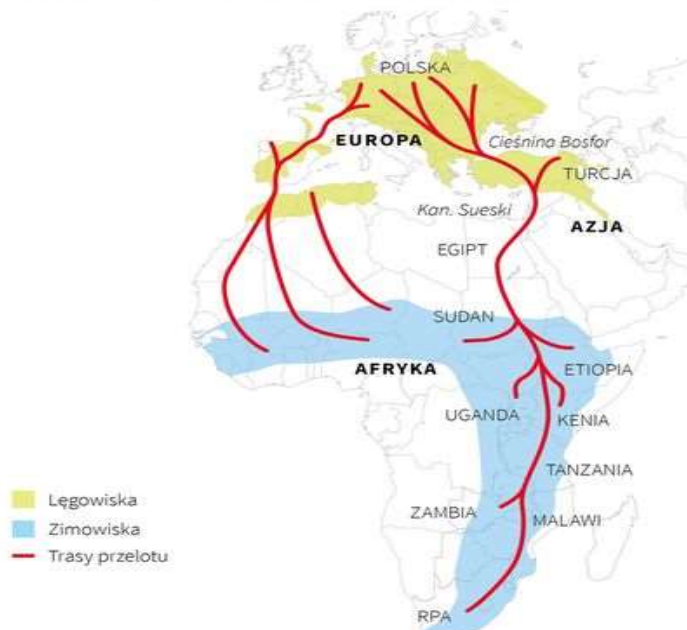 POLSKA
EUROPA
Cieśnina Bosfor
TURCJA
Kan. Sueski
AZJA
EGIPT
SUDAN
AFRYKA
ETIOPIA
UGANDA
KENIA
TANZANIA
ZAMBIA
MALAWI
RPA
Lęgowiska
Zimowiska
Trasy przelotu